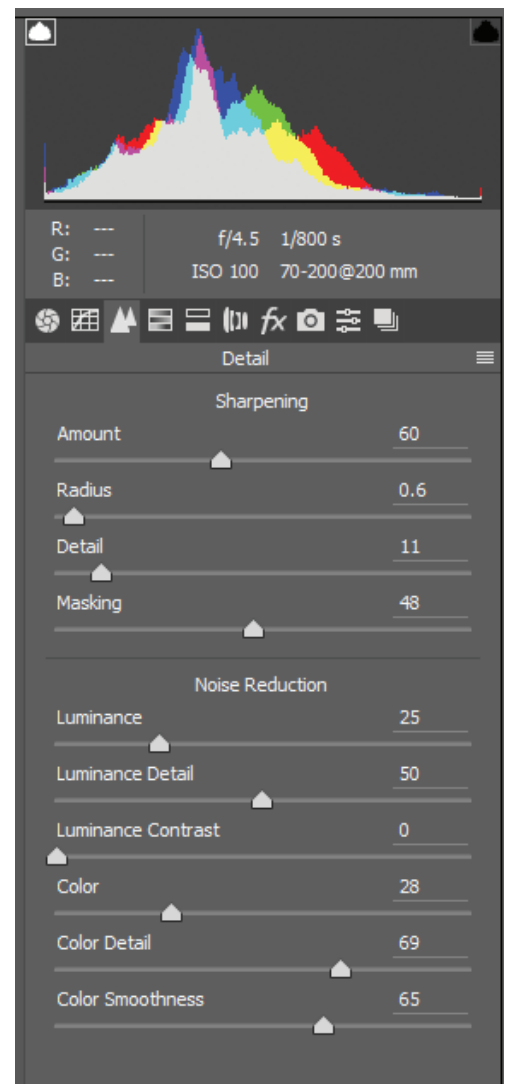 R: ---
G: ---
B: ---
f/4.5 1/800 s
ISO 100 70-200@200 mm
fx
Detail
Sharpening
Amount 60
Radius 0.6
Detail 11
Masking 48
Noise Reduction
Luminance 25
Luminance Detail 50
Luminance Contrast 0
Color 28
Color Detail 69
Color Smoothness 65